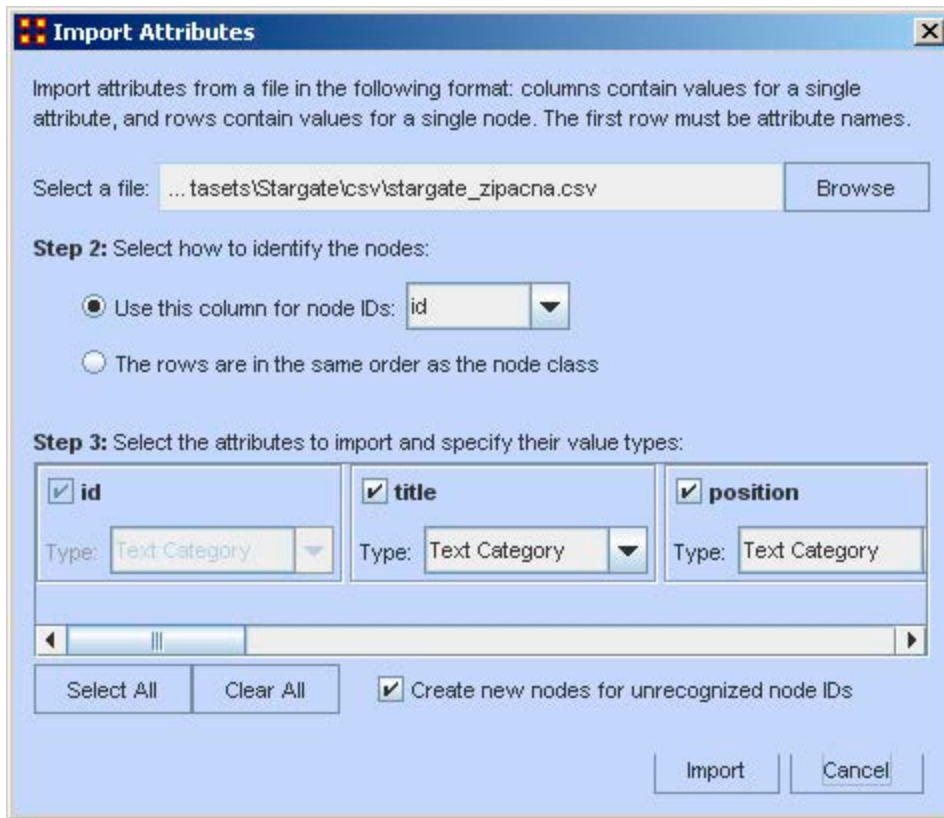 Import Attributes
Import attributes from a file in the following format: columns contain values for a single
attribute, and rows contain values for a single node. The first row must be attribute names.
Select a file: ... tasets\Stargate\csv\stargate_zipacna.csv Browse
Step 2: Select how to identify the nodes:
Use this column for node IDs: id
The rows are in the same order as the node class
Step 3: Select the attributes to import and specify their value types:
id title position
Type: Text Category Type: Text Category Type: Text Category
Select All Clear All Create new nodes for unrecognized node IDs
Import Cancel